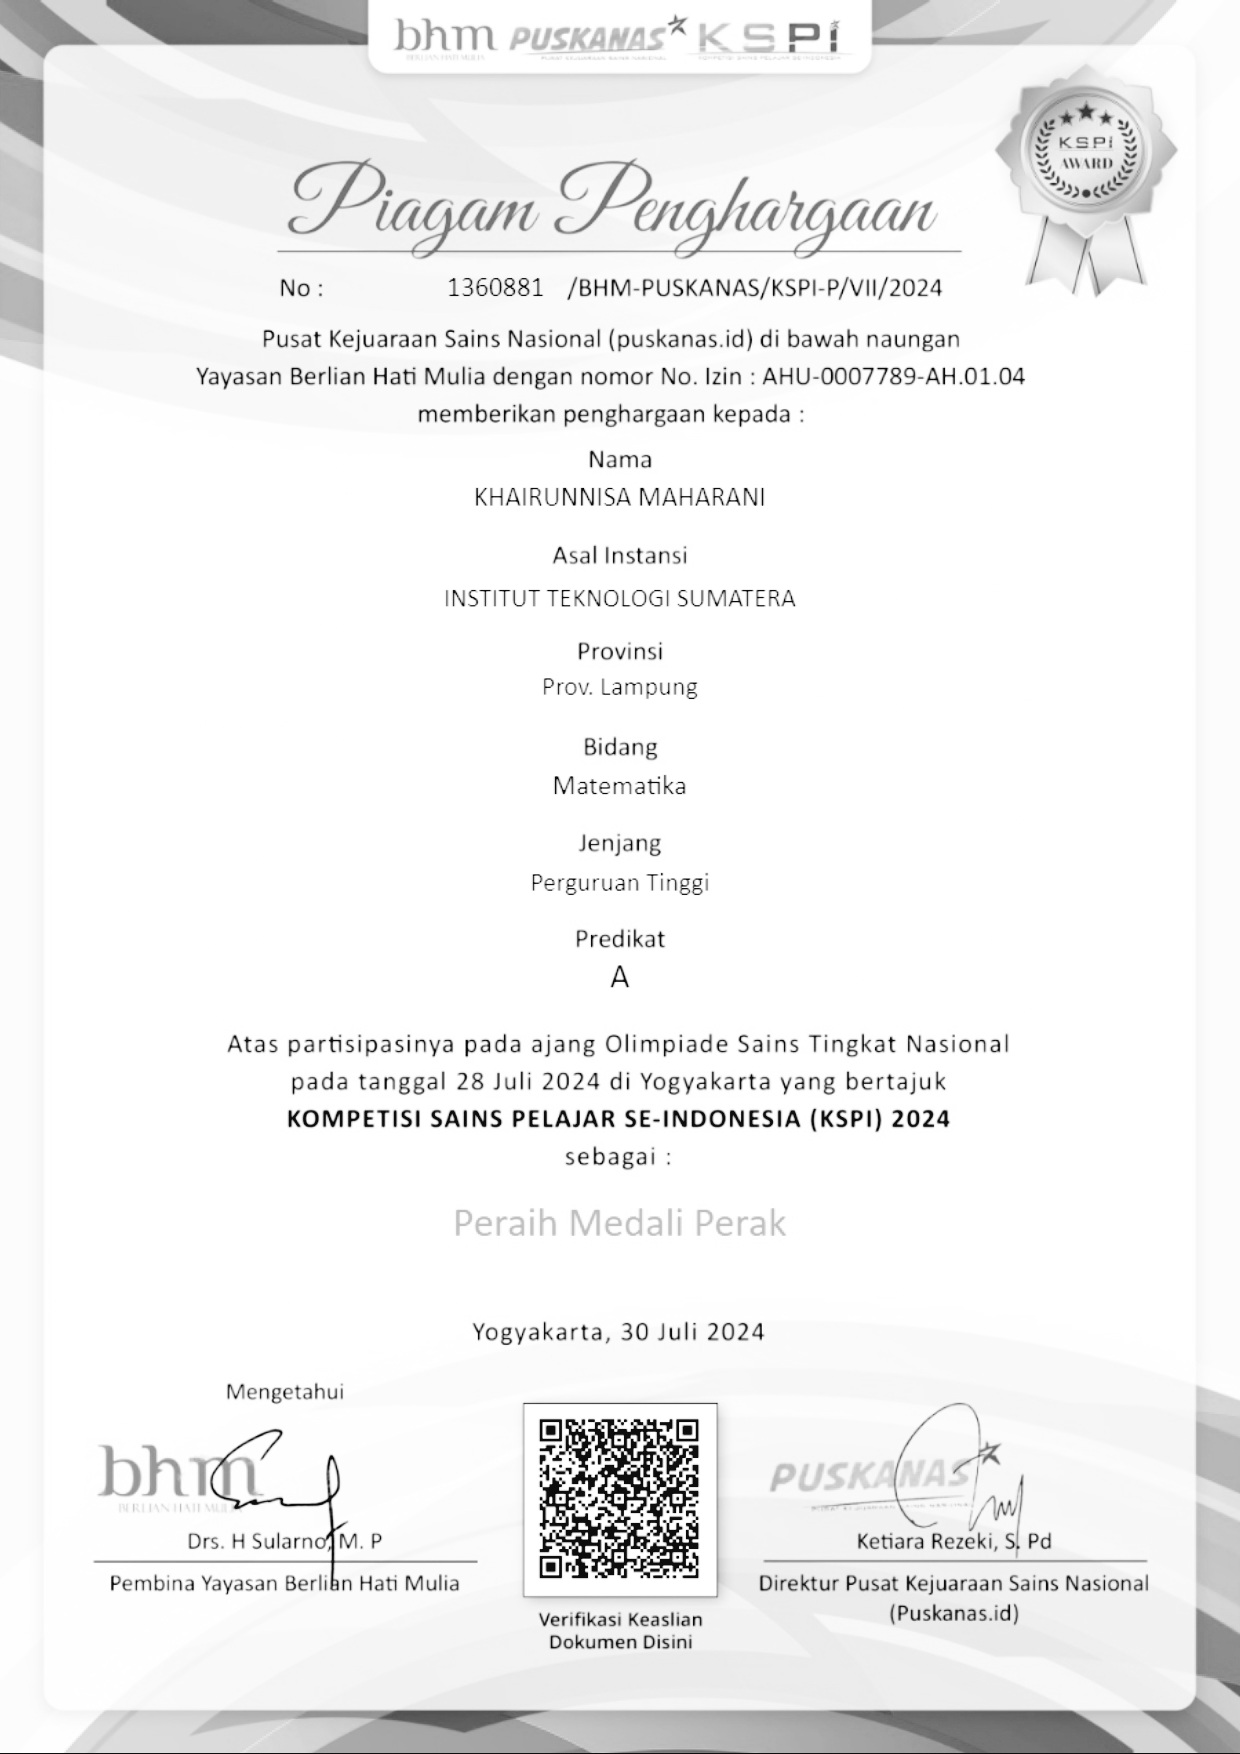 bhm PUSKANAS KSPi
BERLIAN HATI MULIA
KSPi
AWARD
Piagam Penghargaan
No : 1360881 /BHM-PUSKANAS/KSPI-P/VII/2024
Pusat Kejuaraan Sains Nasional (puskanas.id) di bawah naungan
Yayasan Berlian Hati Mulia dengan nomor No. Izin : AHU-0007789-AH.01.04
memberikan penghargaan kepada :
Nama
KHAIRUNNISA MAHARANI
Asal Instansi
INSTITUT TEKNOLOGI SUMATERA
Provinsi
Prov. Lampung
Bidang
Matematika
Jenjang
Perguruan Tinggi
Predikat
A
Atas partisipasinya pada ajang Olimpiade Sains Tingkat Nasional
pada tanggal 28 Juli 2024 di Yogyakarta yang bertajuk
KOMPETISI SAINS PELAJAR SE-INDONESIA (KSPI) 2024
sebagai :
Peraih Medali Perak
Yogyakarta, 30 Juli 2024
Mengetahui
bhm
BERLIAN HATI MULIA
Drs. H Sularno, M. P
Pembina Yayasan Berlian Hati Mulia
Verifikasi Keaslian
Dokumen Disini
PUSKANAS
Ketiara Rezeki, S. Pd
Direktur Pusat Kejuaraan Sains Nasional
(Puskanas.id)